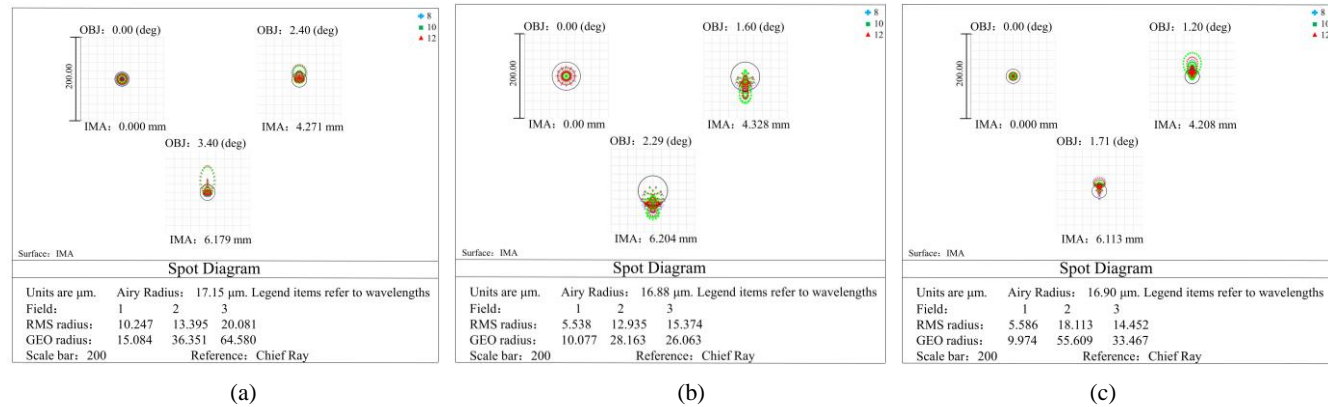 8
10
12
OBJ: 0.00 (deg)
OBJ: 2.40 (deg)
200.00
IMA: 0.000 mm
IMA: 4.271 mm
OBJ: 3.40 (deg)
IMA: 6.179 mm
Surface: IMA
Spot Diagram
Units are μm. Airy Radius: 17.15 μm. Legend items refer to wavelengths
Field: 1 2 3
RMS radius: 10.247 13.395 20.081
GEO radius: 15.084 36.351 64.580
Scale bar: 200 Reference: Chief Ray
(a)
8
10
12
OBJ: 0.00 (deg)
OBJ: 1.60 (deg)
200.00
IMA: 0.00 mm
IMA: 4.328 mm
OBJ: 2.29 (deg)
IMA: 6.204 mm
Surface: IMA
Spot Diagram
Units are μm. Airy Radius: 16.88 μm. Legend items refer to wavelengths
Field: 1 2 3
RMS radius: 5.538 12.935 15.374
GEO radius: 10.077 28.163 26.063
Scale bar: 200 Reference: Chief Ray
(b)
8
10
12
OBJ: 0.00 (deg)
OBJ: 1.20 (deg)
200.00
IMA: 0.000 mm
IMA: 4.208 mm
OBJ: 1.71 (deg)
IMA: 6.113 mm
Surface: IMA
Spot Diagram
Units are μm. Airy Radius: 16.90 μm. Legend items refer to wavelengths
Field: 1 2 3
RMS radius: 5.586 18.113 14.452
GEO radius: 9.974 55.609 33.467
Scale bar: 200 Reference: Chief Ray
(c)